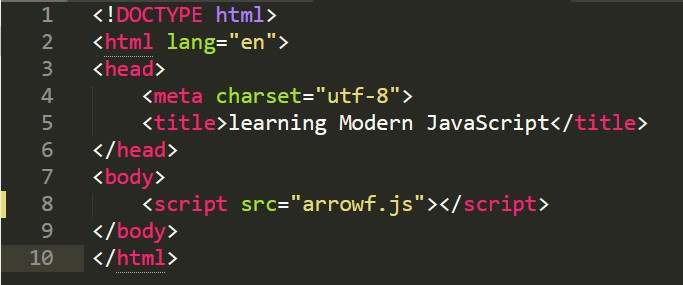 1 <!DOCTYPE html>
2 <html lang="en">
3 <head>
4     <meta charset="utf-8">
5     <title>learning Modern JavaScript</title>
6 </head>
7 <body>
8     <script src="arrowf.js"></script>
9 </body>
10 </html>